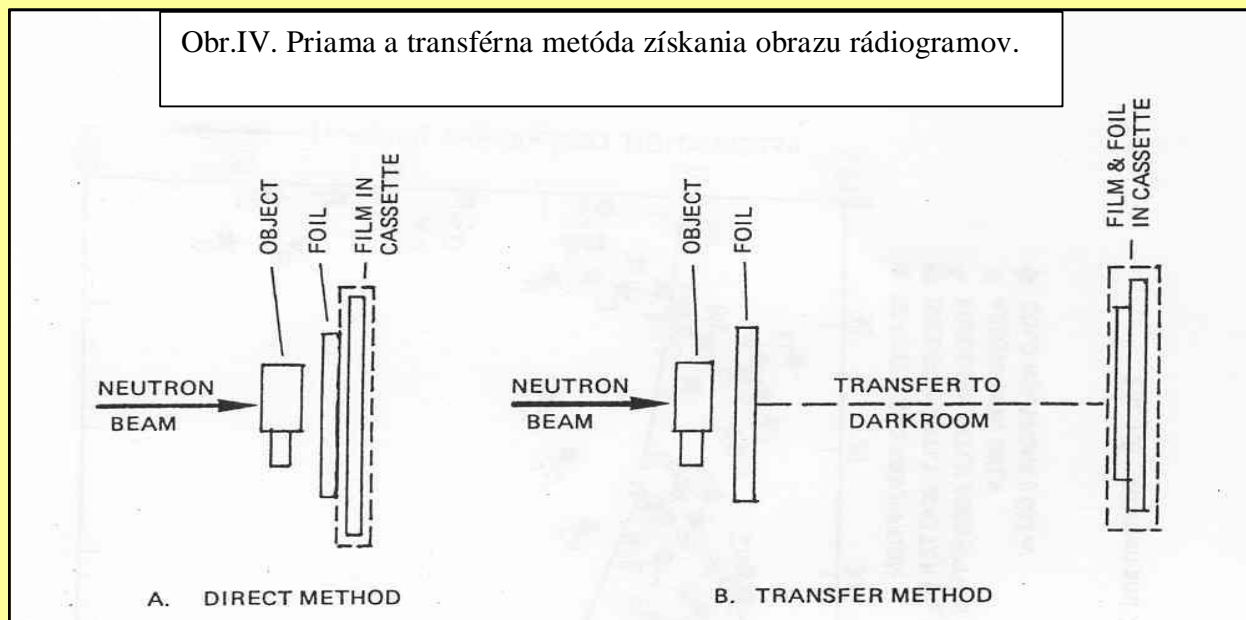 Obr.IV. Priama a transférna metóda získania obrazu rádiogramov.
OBJECT
FOIL
FILM IN
CASSETTE
NEUTRON
BEAM
A. DIRECT METHOD
OBJECT
FOIL
FILM & FOIL
IN CASSETTE
NEUTRON
BEAM
TRANSFER TO
DARKROOM
B. TRANSFER METHOD